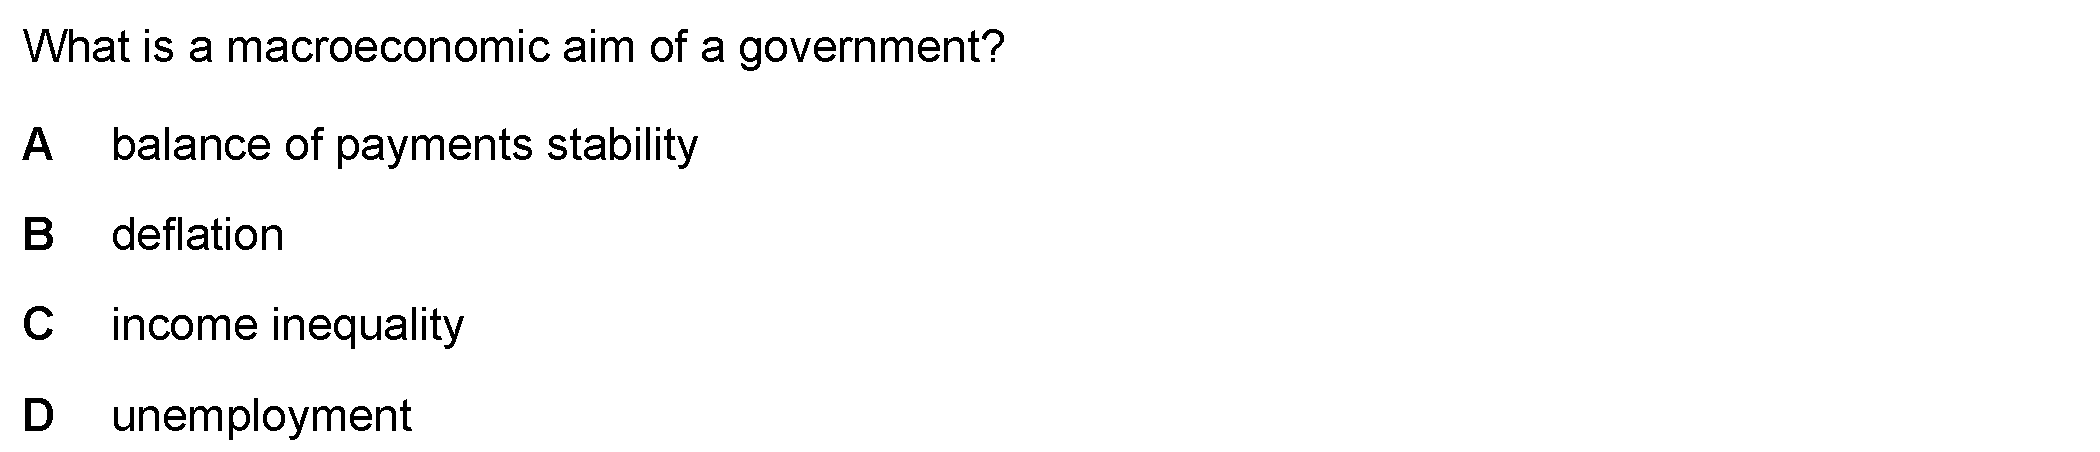 What is a macroeconomic aim of a government?
A balance of payments stability
B deflation
C income inequality
D unemployment